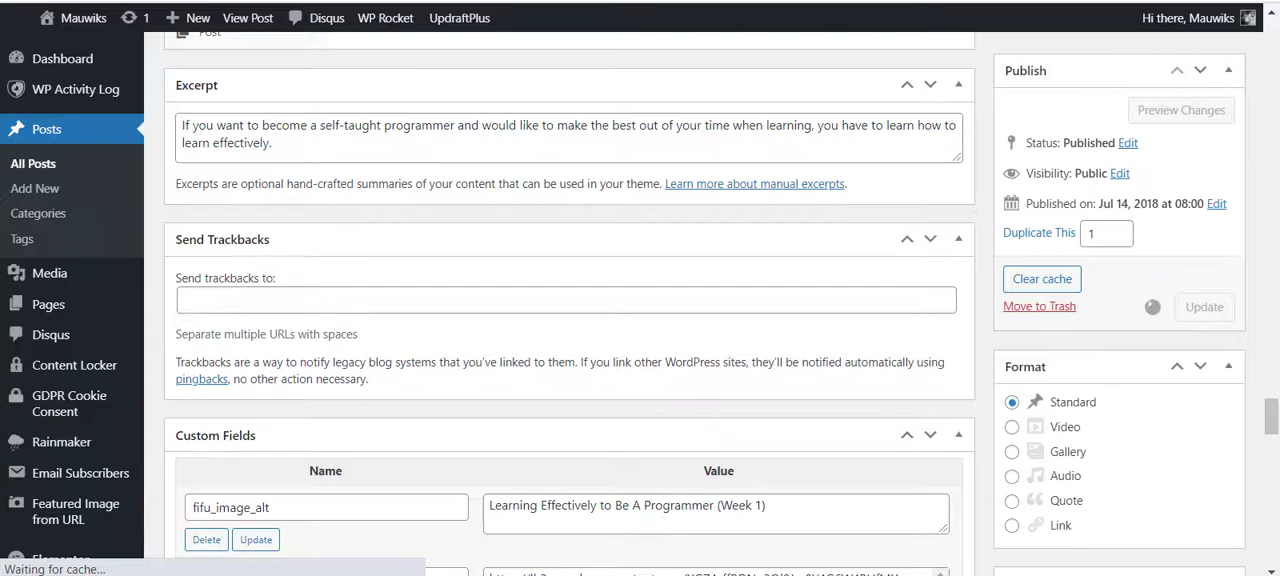 Mauwiks 1 New View Post Disqus WP Rocket UpdraftPlus Hi there, Mauwiks
Dashboard
WP Activity Log
Posts
All Posts
Add New
Categories
Tags
Media
Pages
Disqus
Content Locker
GDPR Cookie
Consent
Rainmaker
Email Subscribers
Featured Image
from URL
Waiting for cache...
Post
Excerpt
If you want to become a self-taught programmer and would like to make the best out of your time when learning, you have to learn how to
learn effectively.
Excerpts are optional hand-crafted summaries of your content that can be used in your theme. Learn more about manual excerpts.
Send Trackbacks
Send trackbacks to:
Separate multiple URLs with spaces
Trackbacks are a way to notify legacy blog systems that you've linked to them. If you link other WordPress sites, they'll be notified automatically using
pingbacks, no other action necessary.
Custom Fields
Name Value
fifu_image_alt Learning Effectively to Be A Programmer (Week 1)
Delete Update
Publish
Preview Changes
Status: Published Edit
Visibility: Public Edit
Published on: Jul 14, 2018 at 08:00 Edit
Duplicate This 1
Clear cache
Move to Trash Update
Format
Standard
Video
Gallery
Audio
Quote
Link